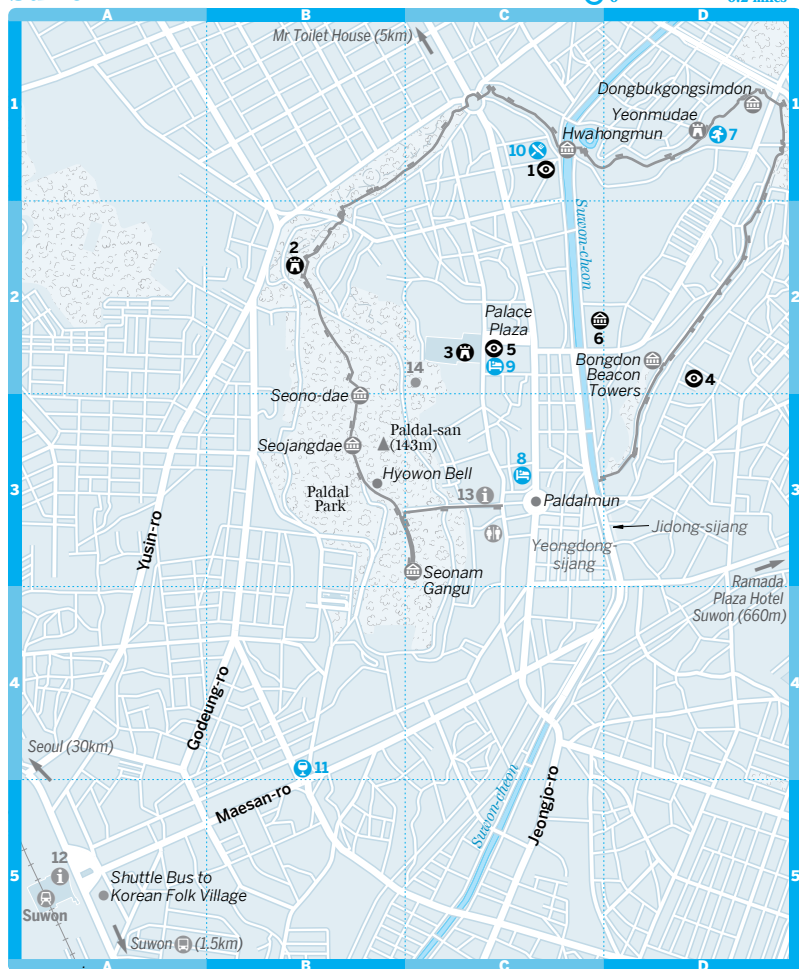 0.2 miles
A
B
C
D
Mr Toilet House (5km)
1
1
Dongbukgongsimdon
Yeonmudae
7
Hwahongmun
10
1
Suwon-cheon
2
2
2
Palace
Plaza
6
3
5
9
14
Bongdon
Beacon
Towers
4
Seono-dae
Paldal-san
(143m)
Seojangdae
8
Hyowon Bell
3
3
Paldal
Park
13
Paldalmun
Jidong-sijang
Yusin-ro
Yeongdong-
sijang
Seonam
Gangu
Ramada
Plaza Hotel
Suwon (660m)
4
4
Godeung-ro
Seoul (30km)
11
Maesan-ro
Suwon-cheon
Jeongjo-ro
12
5
5
Shuttle Bus to
Korean Folk Village
Suwon
Suwon (1.5km)
A
B
C
D